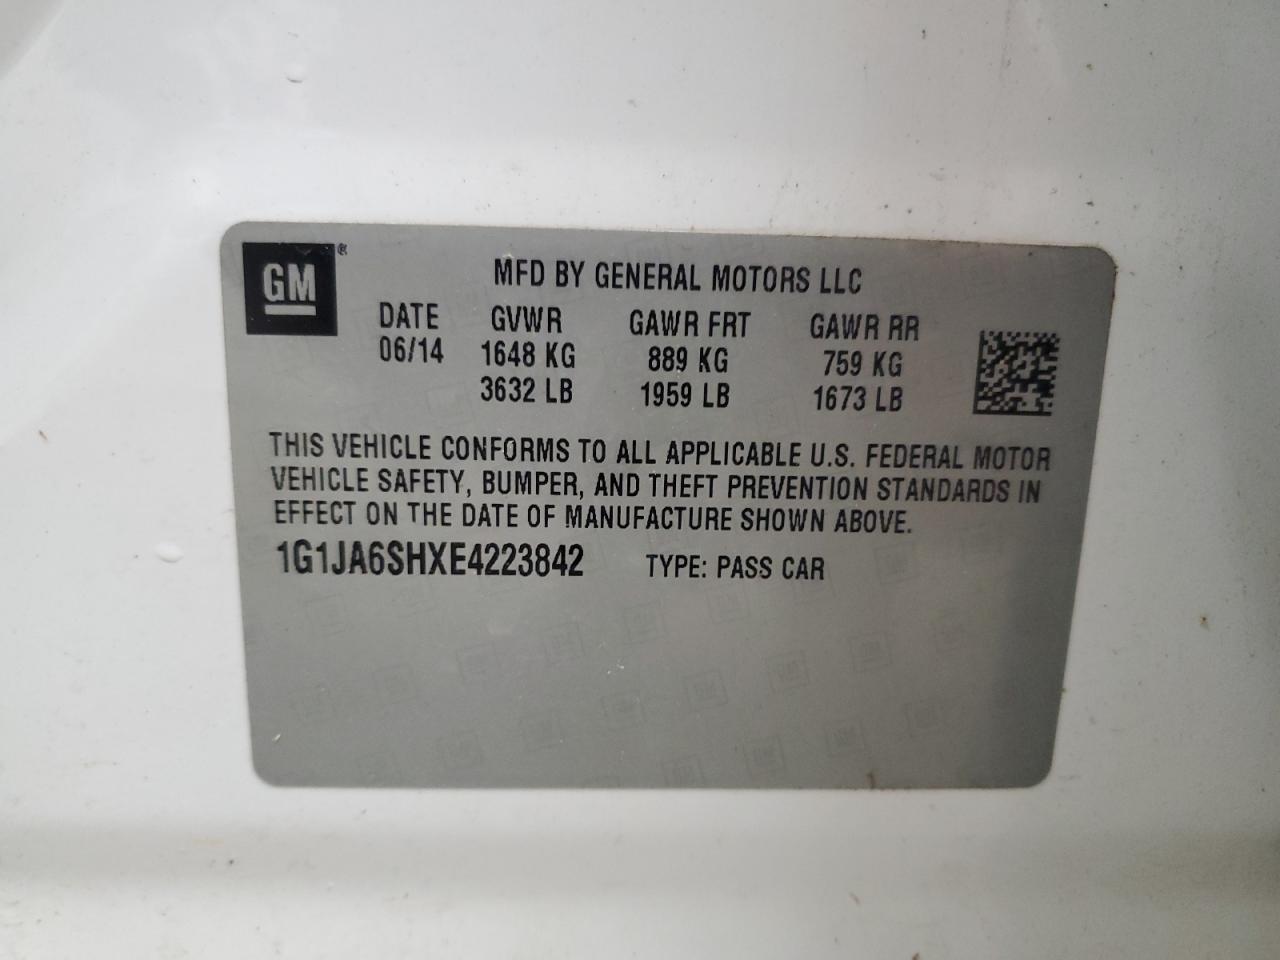 GM®
MFD BY GENERAL MOTORS LLC
DATE GVWR GAWR FRT GAWR RR
06/14 1648 KG 889 KG 759 KG
3632 LB 1959 LB 1673 LB
THIS VEHICLE CONFORMS TO ALL APPLICABLE U.S. FEDERAL MOTOR
VEHICLE SAFETY, BUMPER, AND THEFT PREVENTION STANDARDS IN
EFFECT ON THE DATE OF MANUFACTURE SHOWN ABOVE.
1G1JA6SHXE4223842 TYPE: PASS CAR